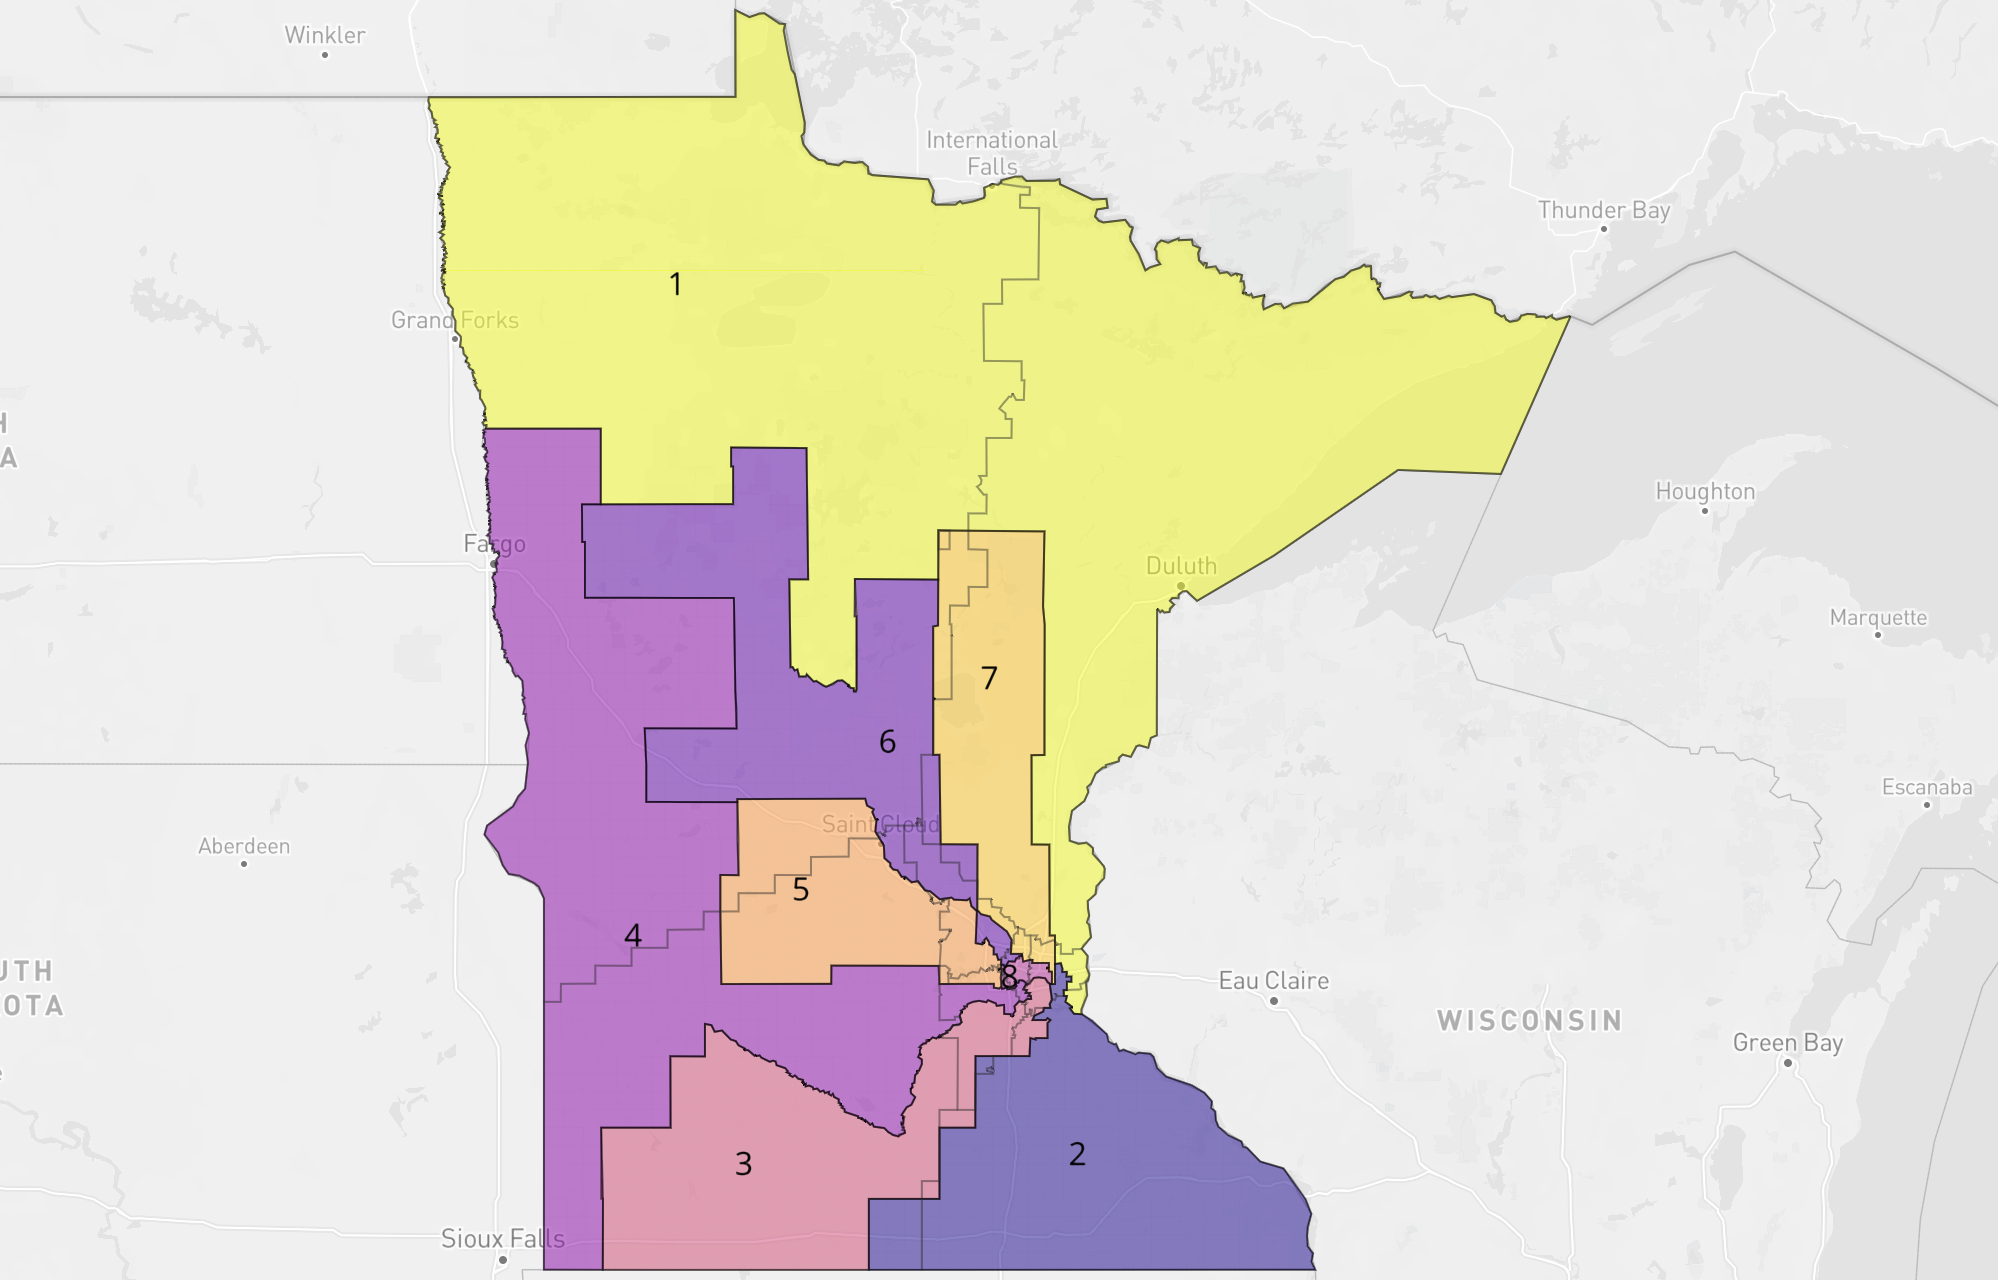 Winkler
International
Falls
Thunder Bay
1
Grand Forks
H
A
Houghton
Fargo
Duluth
Marquette
7
6
Escanaba
Saint Cloud
Aberdeen
5
4
UTH
8
Eau Claire
OTA
WISCONSIN
Green Bay
2
3
Sioux Falls